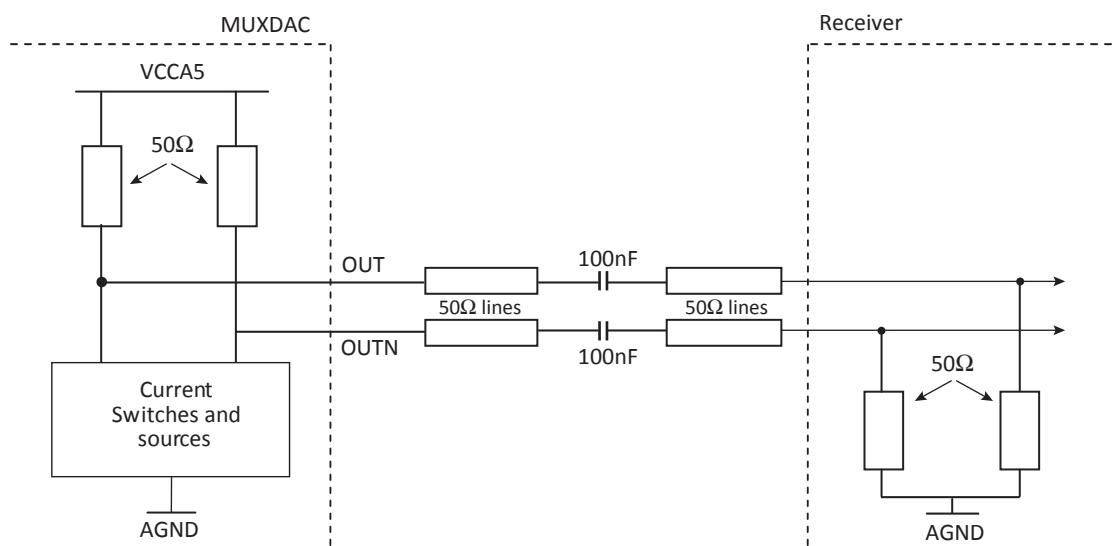 MUXDAC
Receiver
VCCA5
50Ω
OUT
100nF
50Ω lines
50Ω lines
OUTN
100nF
50Ω
Current
Switches and
sources
AGND
AGND